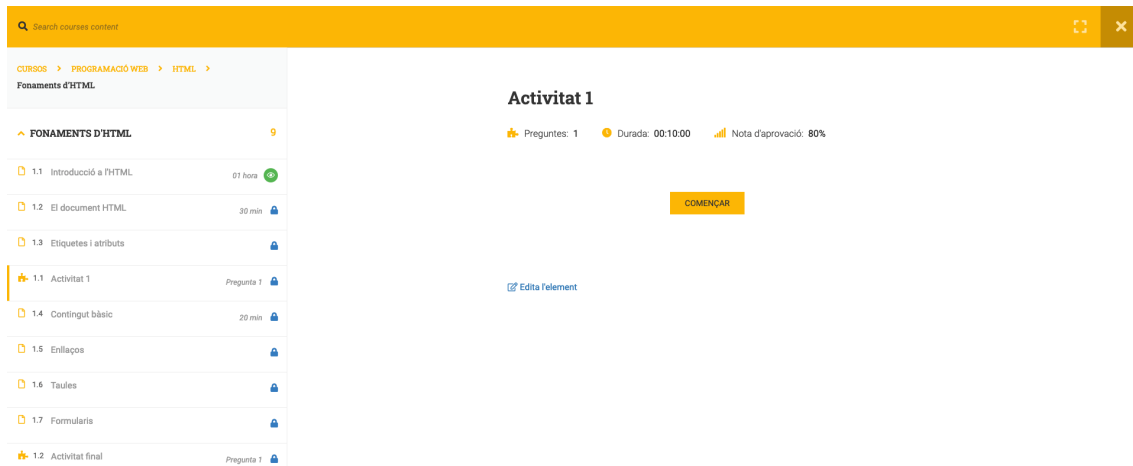 Search courses content
CURSOS > PROGRAMACIÓ WEB > HTML >
Fonaments d'HTML
FONAMENTS D'HTML 9
1.1 Introducció a l'HTML 01 hora
1.2 El document HTML 30 min
1.3 Etiquetes i atributs
1.1 Activitat 1 Pregunta 1
1.4 Contingut bàsic 20 min
1.5 Enllaços
1.6 Taules
1.7 Formularis
1.2 Activitat final Pregunta 1
Activitat 1
Preguntes: 1 Durada: 00:10:00 Nota d'aprovació: 80%
COMENÇAR
Edita l'element